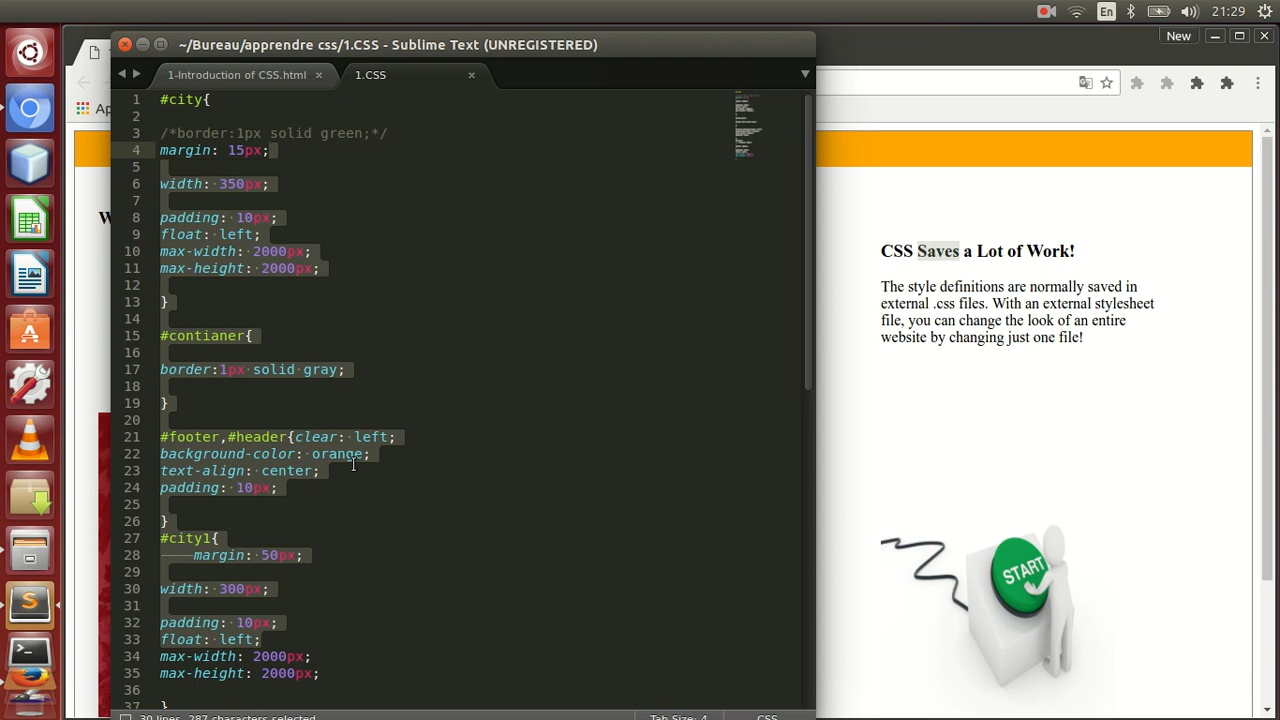 En
21:29
~/Bureau/apprendre css/1.CSS - Sublime Text (UNREGISTERED)
New
1-Introduction of CSS.html
1.CSS
Ap
1 #city{
2
3 /*border:1px solid green;*/
4 margin: 15px;
5
6 width: 350px;
7
8 padding: 10px;
9 float: left;
10 max-width: 2000px;
11 max-height: 2000px;
12
13 }
14
15 #contianer{
16
17 border:1px solid gray;
18
19 }
20
21 #footer,#header{clear: left;
22 background-color: orange;
23 text-align: center;
24 padding: 10px;
25
26 }
27 #city1{
28 margin: 50px;
29
30 width: 300px;
31
32 padding: 10px;
33 float: left;
34 max-width: 2000px;
35 max-height: 2000px;
36
37 }
30 lines, 287 characters selected
Tab Size: 4
CSS
W
CSS Saves a Lot of Work!
The style definitions are normally saved in
external .css files. With an external stylesheet
file, you can change the look of an entire
website by changing just one file!
START